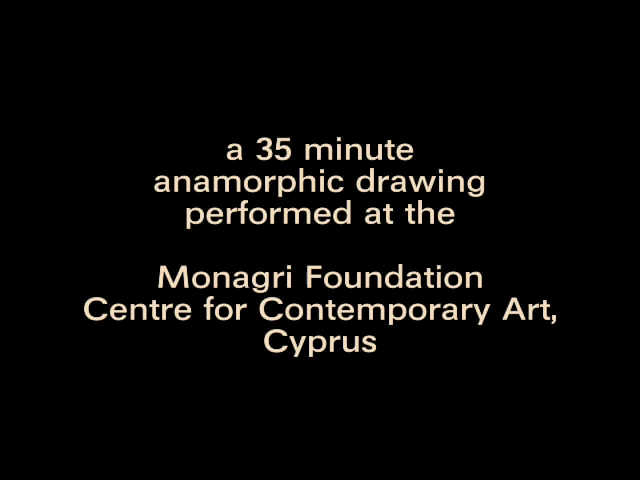 a 35 minute
anamorphic drawing
performed at the
Monagri Foundation
Centre for Contemporary Art,
Cyprus